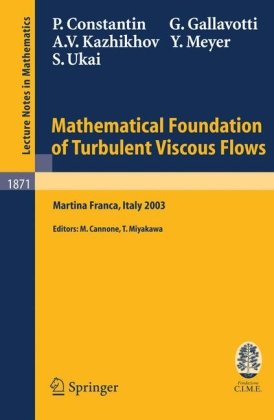 P. Constantin G. Gallavotti
A.V. Kazhikhov Y. Meyer
S. Ukai
Lecture Notes in Mathematics
1871
Mathematical Foundation
of Turbulent Viscous Flows
Martina Franca, Italy 2003
Editors: M. Cannone, T. Miyakawa
Springer
Fondazione
C.I.M.E.